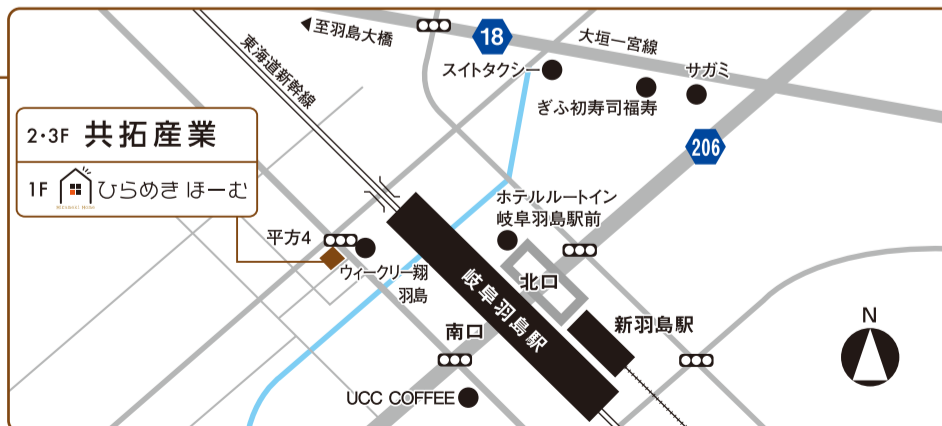 至羽島大橋
18
大垣一宮線
東海道新幹線
スイトタクシー
サガミ
ぎふ初寿司福寿
206
2・3F 共拓産業
1F ひらめき ほーむ
ホテルルートイン
岐阜羽島駅前
平方4
ウィークリー翔
羽島
北口
岐阜羽島駅
新羽島駅
南口
UCC COFFEE
N